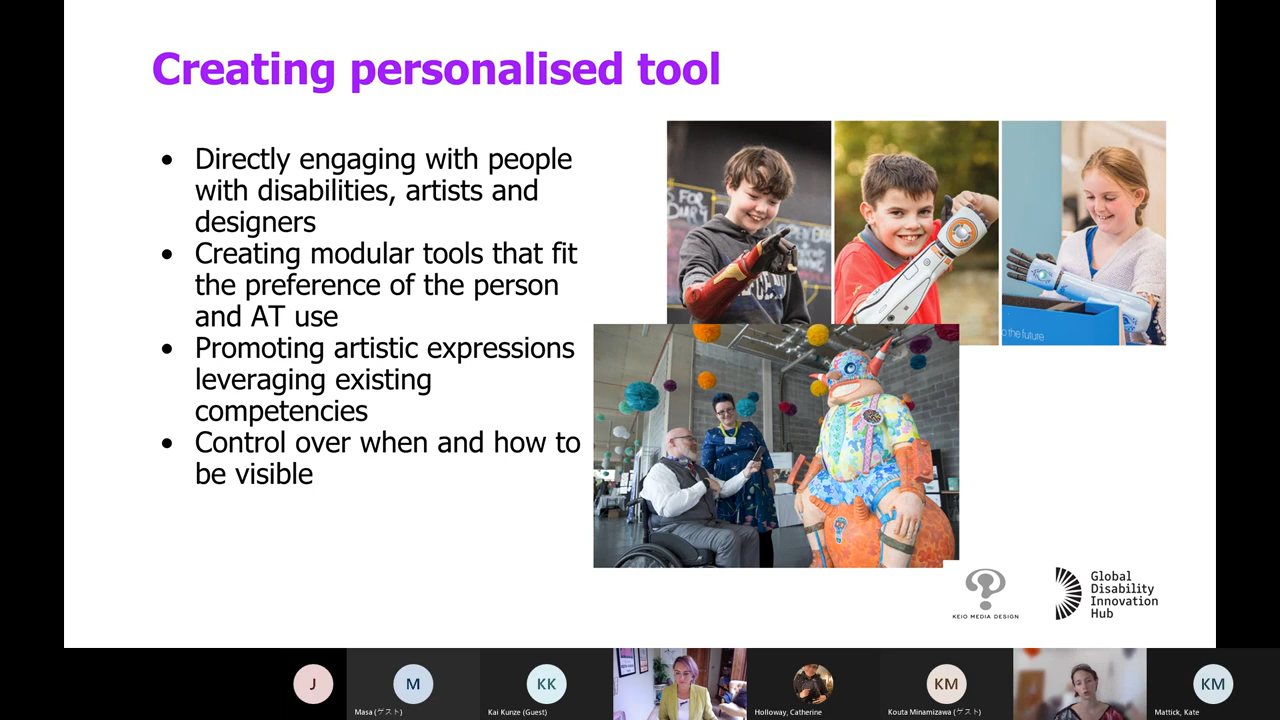 Creating personalised tool
• Directly engaging with people
with disabilities, artists and
designers
• Creating modular tools that fit
the preference of the person
and AT use
• Promoting artistic expressions
leveraging existing
competencies
• Control over when and how to
be visible
the future
KEIO MEDIA DESIGN
Global
Disability
Innovation
Hub
J
M
KK
KM
KM
Masa (ゲスト)
Kai Kunze (Guest)
Holloway, Catherine
Kouta Minamizawa (ゲスト)
Mattick, Kate